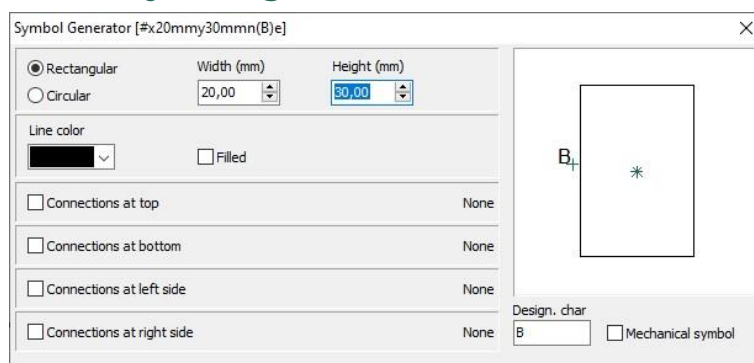 Symbol Generator [#x20mmy30mmn(B)e]
Rectangular
Circular
Width (mm)
20,00
Height (mm)
30,00
Line color
Filled
Connections at top None
Connections at bottom None
Connections at left side None
Connections at right side None
B
Design. char
B
Mechanical symbol